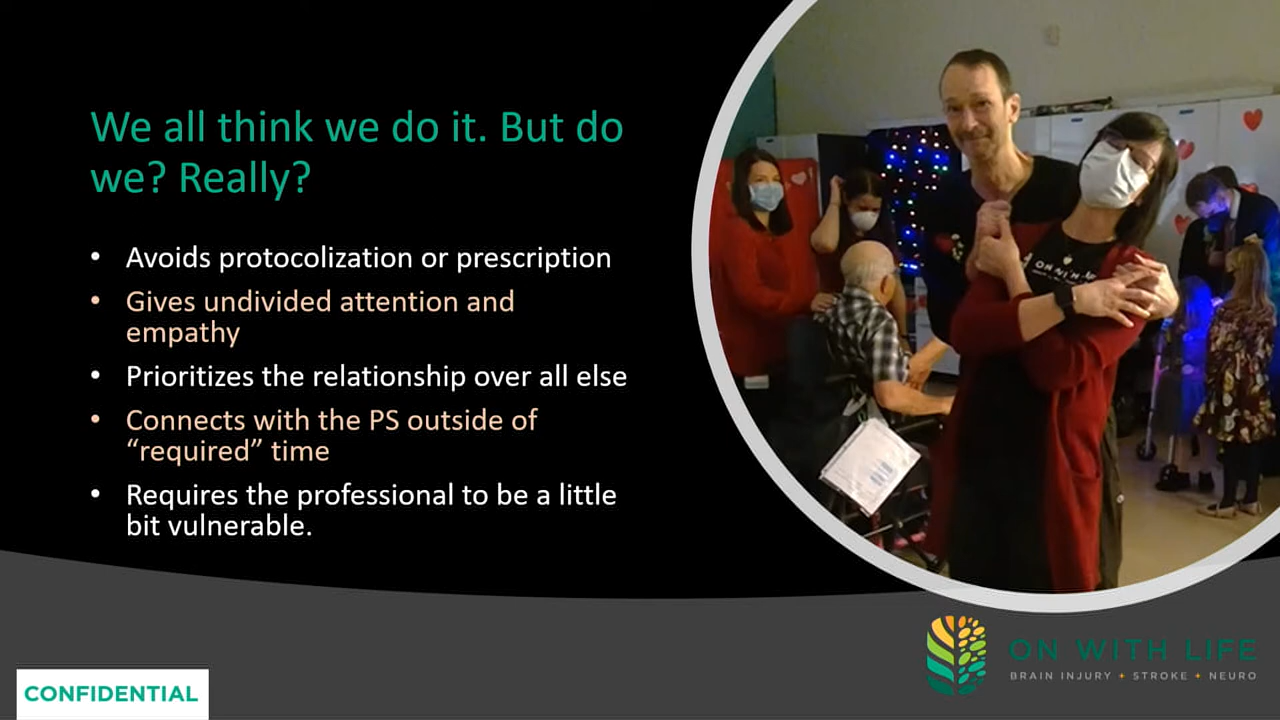 We all think we do it. But do
we? Really?
• Avoids protocolization or prescription
• Gives undivided attention and
empathy
• Prioritizes the relationship over all else
• Connects with the PS outside of
“required” time
• Requires the professional to be a little
bit vulnerable.
ON WITH LIFE
BRAIN INJURY + STROKE + NEURO
CONFIDENTIAL